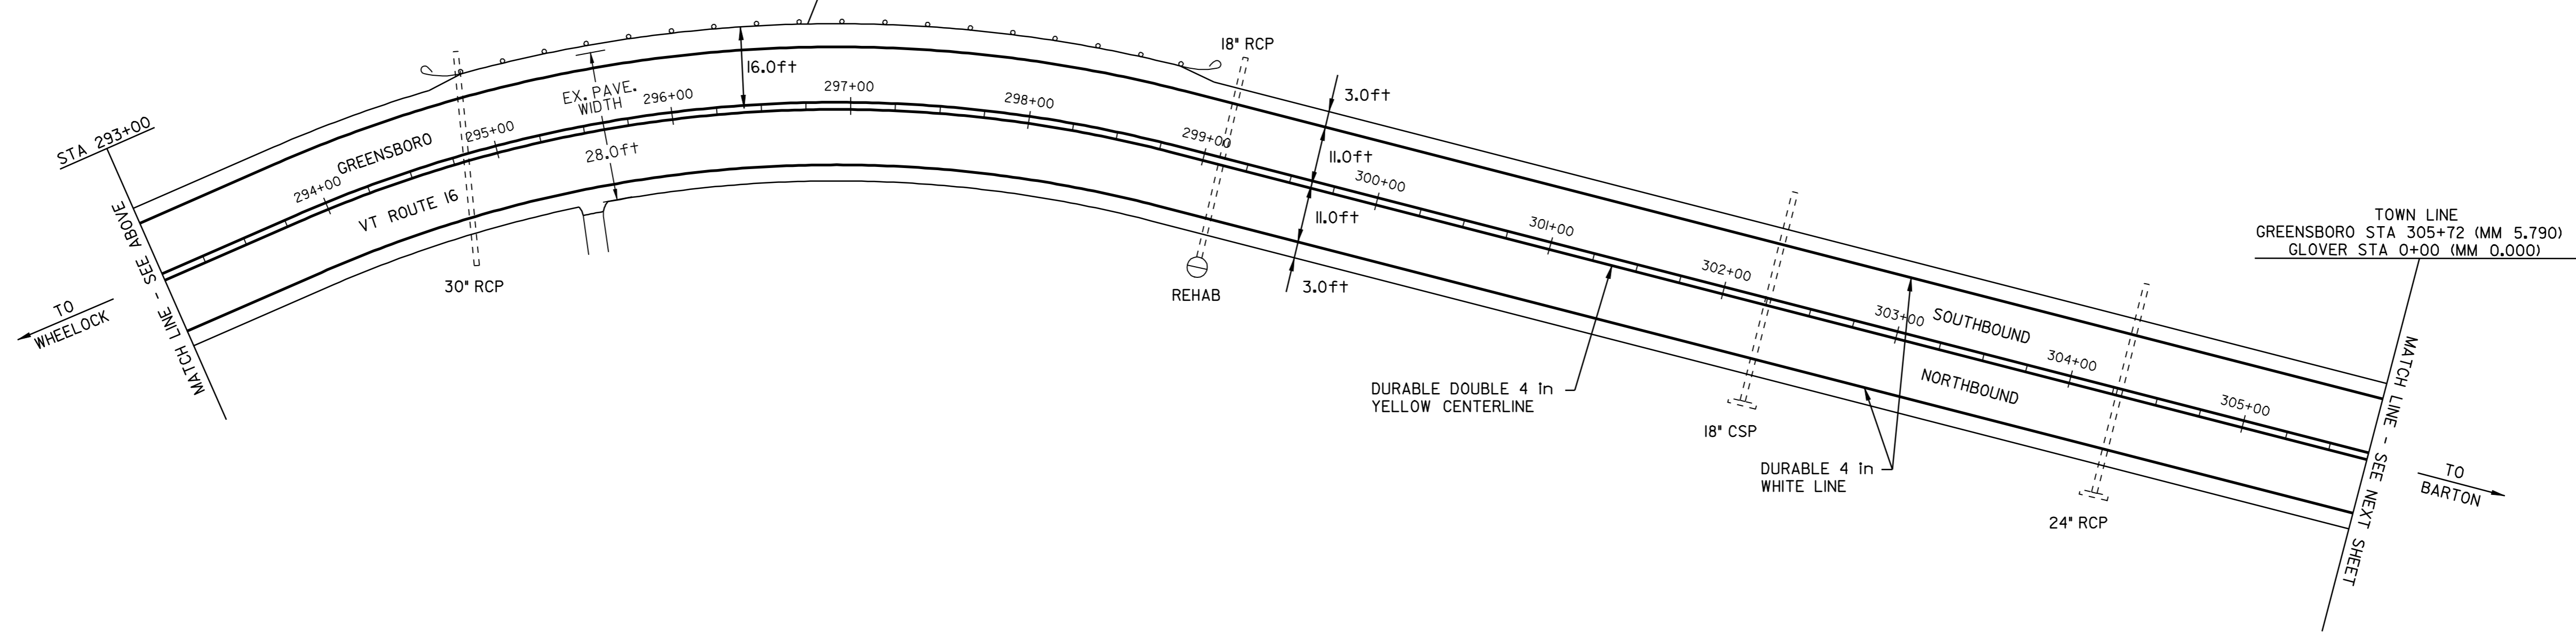 STA 293+00
MATCH LINE - SEE ABOVE
TO
WHEELOCK
GREENSBORO
VT ROUTE 16
294+00
295+00
30" RCP
EX. PAVE.
WIDTH
28.0ft
296+00
16.0ft
297+00
298+00
18" RCP
299+00
REHAB
3.0ft
11.0ft
11.0ft
3.0ft
300+00
301+00
DURABLE DOUBLE 4 in
YELLOW CENTERLINE
302+00
18" CSP
303+00
SOUTHBOUND
NORTHBOUND
DURABLE 4 in
WHITE LINE
304+00
24" RCP
305+00
TOWN LINE
GREENSBORO STA 305+72 (MM 5.790)
GLOVER STA 0+00 (MM 0.000)
MATCH LINE - SEE NEXT SHEET
TO
BARTON